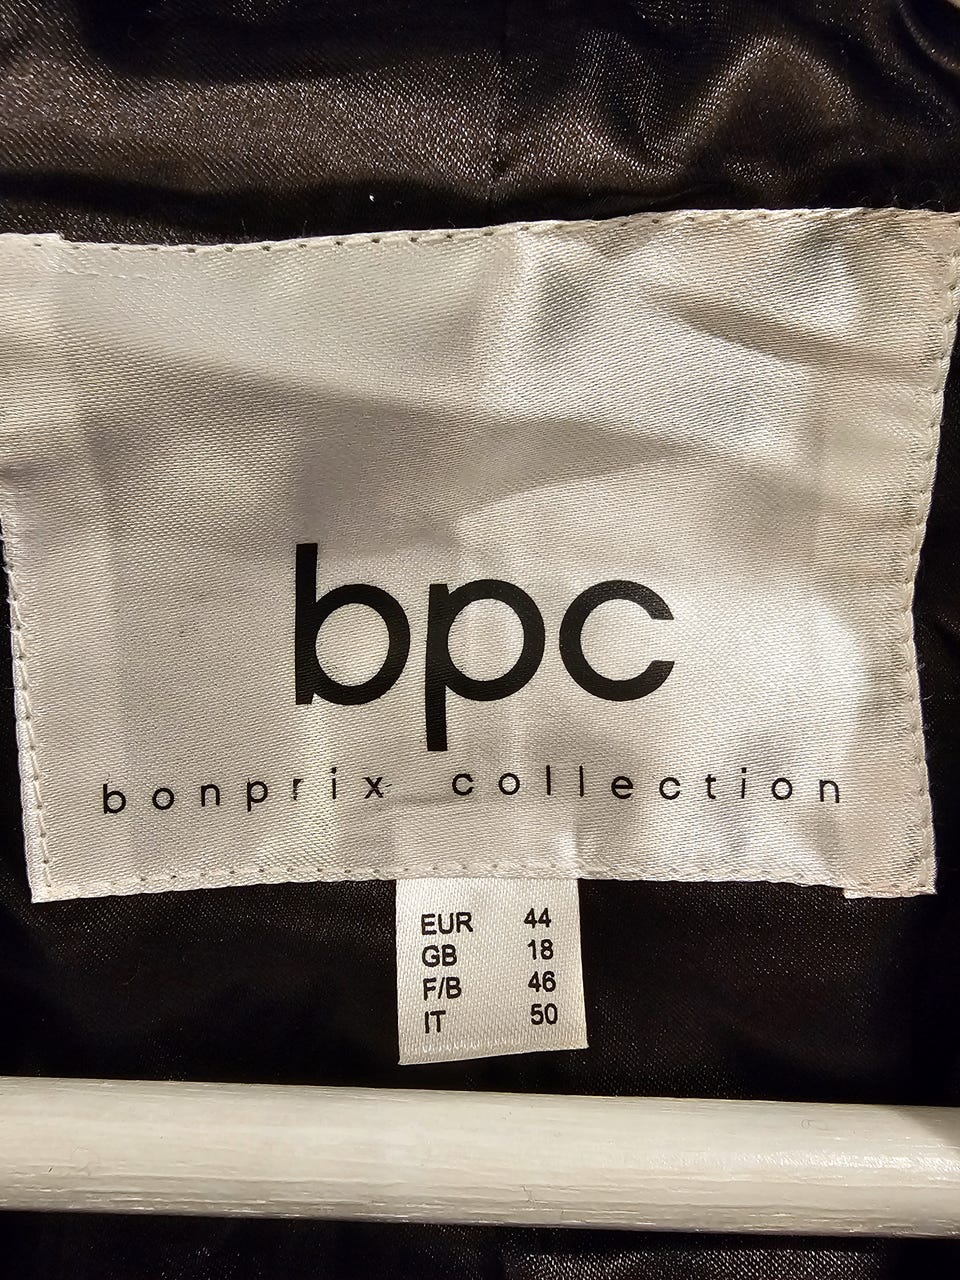 bpc
bonprix collection
EUR 44
GB 18
F/B 46
IT 50